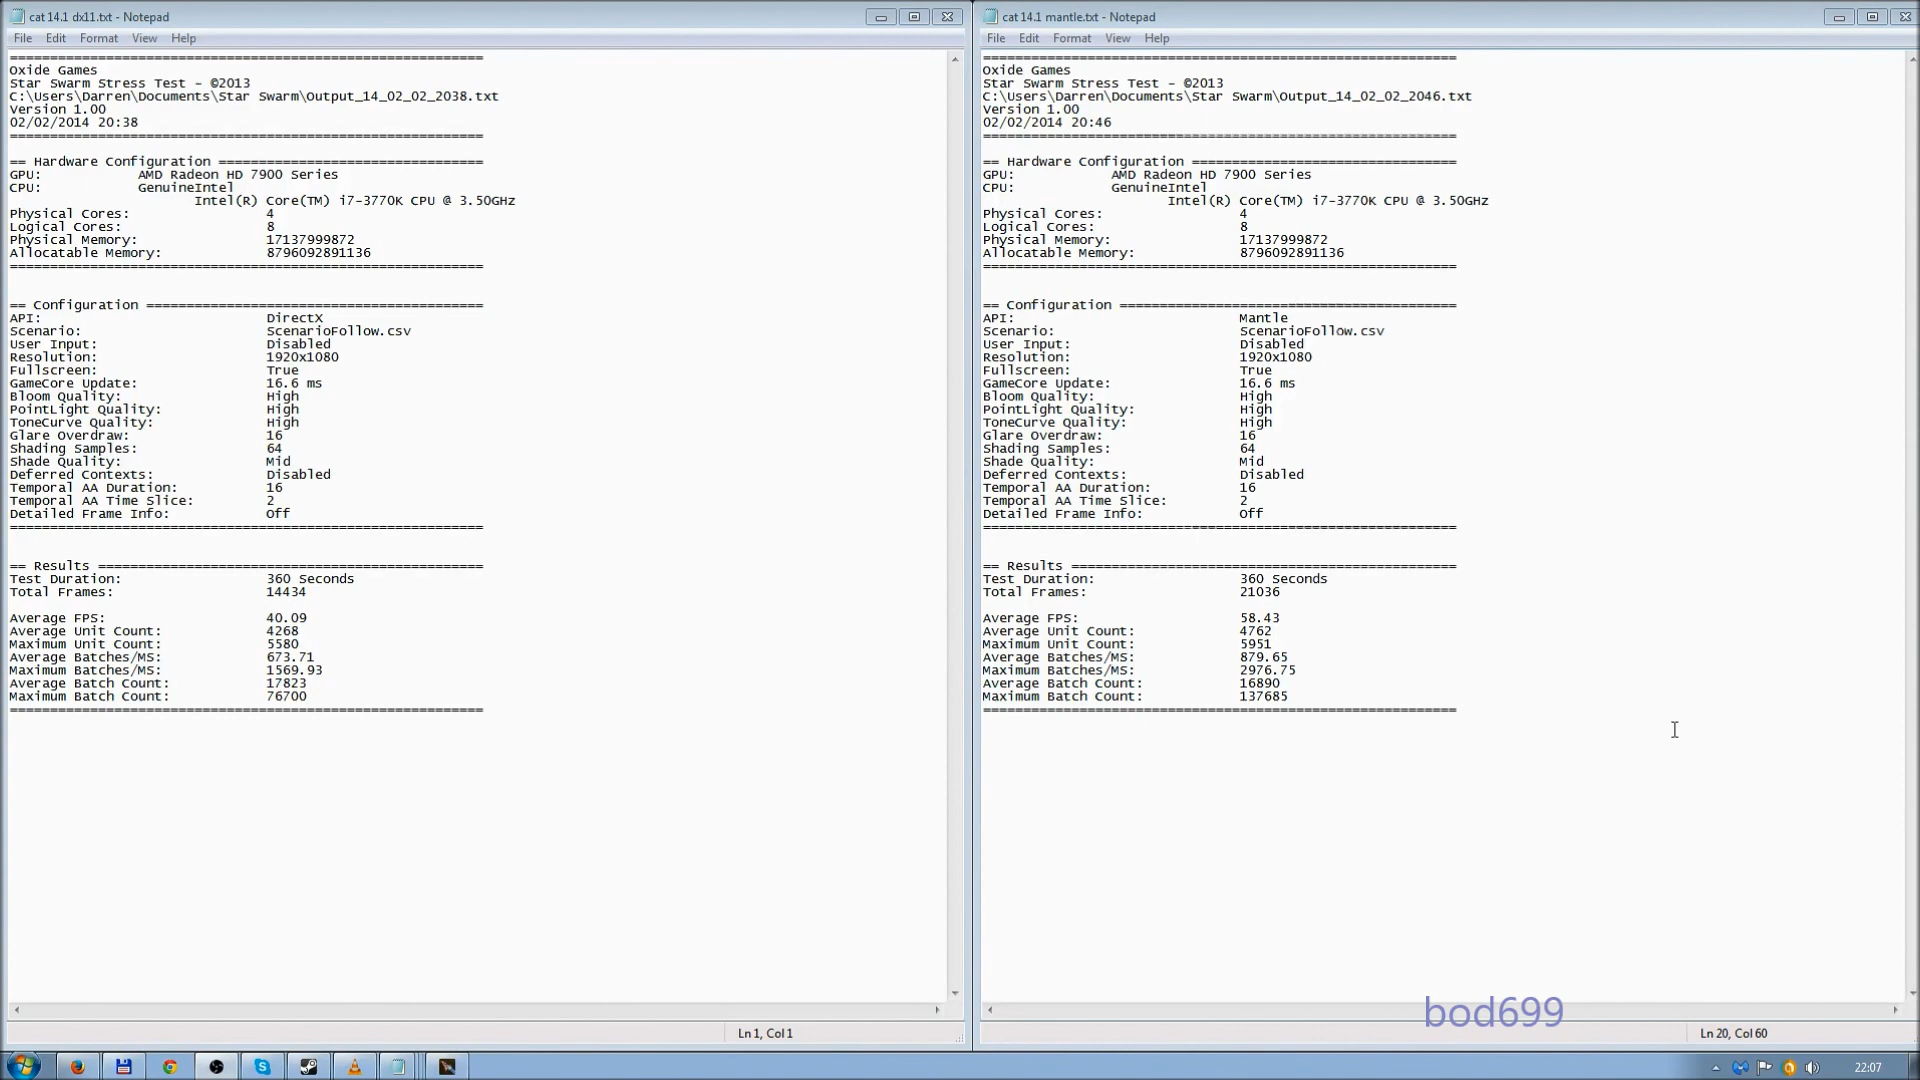 cat 14.1 dx11.txt - Notepad
File Edit Format View Help
==========================================================
Oxide Games
Star Swarm Stress Test - ©2013
C:\Users\Darren\Documents\Star Swarm\Output_14_02_02_2038.txt
Version 1.00
02/02/2014 20:38
==========================================================
== Hardware Configuration ================================
GPU: AMD Radeon HD 7900 Series
CPU: GenuineIntel
Intel(R) Core(TM) i7-3770K CPU @ 3.50GHz
Physical Cores: 4
Logical Cores: 8
Physical Memory: 17137999872
Allocatable Memory: 8796092891136
==========================================================
== Configuration =========================================
API: DirectX
Scenario: ScenarioFollow.csv
User Input: Disabled
Resolution: 1920x1080
Fullscreen: True
GameCore Update: 16.6 ms
Bloom Quality: High
PointLight Quality: High
ToneCurve Quality: High
Glare Overdraw: 16
Shading Samples: 64
Shade Quality: Mid
Deferred Contexts: Disabled
Temporal AA Duration: 16
Temporal AA Time Slice: 2
Detailed Frame Info: Off
==========================================================
== Results ===============================================
Test Duration: 360 Seconds
Total Frames: 14434
Average FPS: 40.09
Average Unit Count: 4268
Maximum Unit Count: 5580
Average Batches/MS: 673.71
Maximum Batches/MS: 1569.93
Average Batch Count: 17823
Maximum Batch Count: 76700
==========================================================
Ln 1, Col 1
cat 14.1 mantle.txt - Notepad
File Edit Format View Help
==========================================================
Oxide Games
Star Swarm Stress Test - ©2013
C:\Users\Darren\Documents\Star Swarm\Output_14_02_02_2046.txt
Version 1.00
02/02/2014 20:46
==========================================================
== Hardware Configuration ================================
GPU: AMD Radeon HD 7900 Series
CPU: GenuineIntel
Intel(R) Core(TM) i7-3770K CPU @ 3.50GHz
Physical Cores: 4
Logical Cores: 8
Physical Memory: 17137999872
Allocatable Memory: 8796092891136
==========================================================
== Configuration =========================================
API: Mantle
Scenario: ScenarioFollow.csv
User Input: Disabled
Resolution: 1920x1080
Fullscreen: True
GameCore Update: 16.6 ms
Bloom Quality: High
PointLight Quality: High
ToneCurve Quality: High
Glare Overdraw: 16
Shading Samples: 64
Shade Quality: Mid
Deferred Contexts: Disabled
Temporal AA Duration: 16
Temporal AA Time Slice: 2
Detailed Frame Info: Off
==========================================================
== Results ===============================================
Test Duration: 360 Seconds
Total Frames: 21036
Average FPS: 58.43
Average Unit Count: 4762
Maximum Unit Count: 5951
Average Batches/MS: 879.65
Maximum Batches/MS: 2976.75
Average Batch Count: 16890
Maximum Batch Count: 137685
==========================================================
bod699
Ln 20, Col 60
22:07